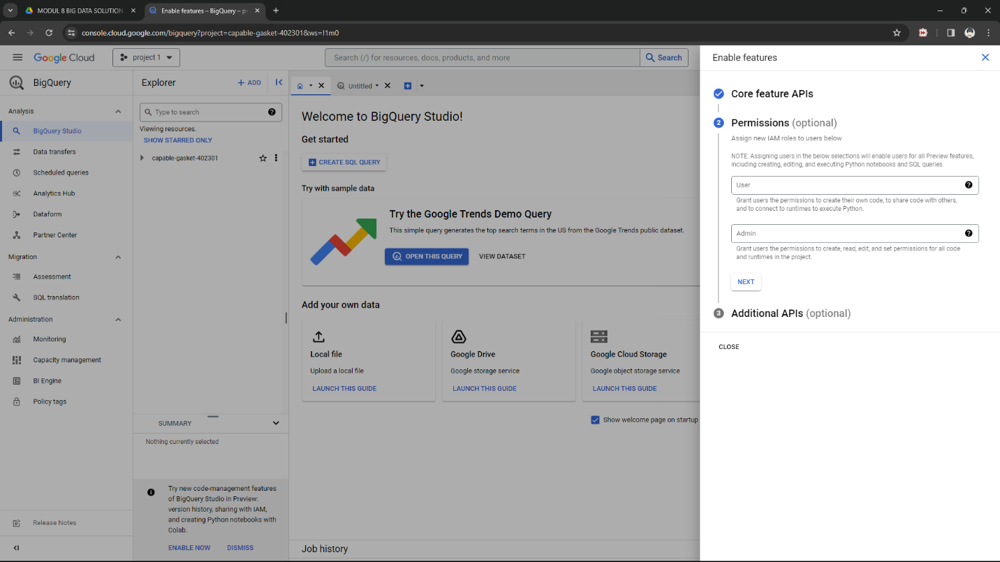 MODUL 8 BIG DATA SOLUTION
Enable features – BigQuery – pr
console.cloud.google.com/bigquery?project=capable-gasket-402301&ws=!1m0
Google Cloud
project 1
Search (/) for resources, docs, products, and more
Search
BigQuery
Analysis
BigQuery Studio
Data transfers
Scheduled queries
Analytics Hub
Dataform
Partner Center
Migration
Assessment
SQL translation
Administration
Monitoring
Capacity management
BI Engine
Policy tags
Release Notes
Explorer
+ ADD
Type to search
Viewing resources.
SHOW STARRED ONLY
capable-gasket-402301
SUMMARY
Nothing currently selected
Try new code-management features
of BigQuery Studio in Preview:
version history, sharing with IAM,
and creating Python notebooks with
Colab.
ENABLE NOW
DISMISS
Untitled
Welcome to BigQuery Studio!
Get started
CREATE SQL QUERY
Try with sample data
Try the Google Trends Demo Query
This simple query generates the top search terms in the US from the Google Trends public dataset.
OPEN THIS QUERY
VIEW DATASET
Add your own data
Local file
Upload a local file
LAUNCH THIS GUIDE
Google Drive
Google storage service
LAUNCH THIS GUIDE
Google Cloud Storage
Google object storage service
LAUNCH THIS GUIDE
Show welcome page on startup
Job history
Enable features
Core feature APIs
2 Permissions (optional)
Assign new IAM roles to users below
NOTE: Assigning users in the below selections will enable users for all Preview features,
including creating, editing, and executing Python notebooks and SQL queries.
User
Grant users the permissions to create their own code, to share code with others,
and to connect to runtimes to execute Python.
Admin
Grant users the permissions to create, read, edit, and set permissions for all code
and runtimes in the project.
NEXT
3 Additional APIs (optional)
CLOSE